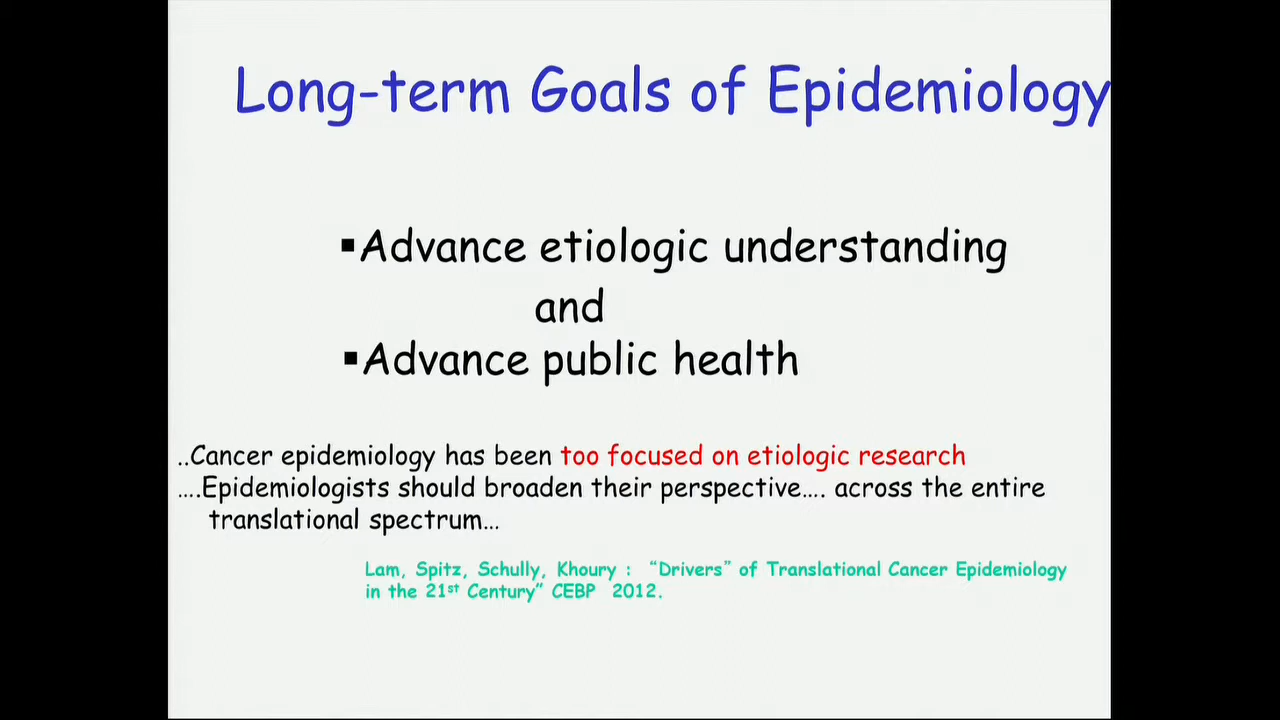 Long-term Goals of Epidemiology
▪Advance etiologic understanding
and
▪Advance public health
..Cancer epidemiology has been too focused on etiologic research
….Epidemiologists should broaden their perspective…. across the entire
translational spectrum…
Lam, Spitz, Schully, Khoury : “Drivers” of Translational Cancer Epidemiology
in the 21st Century” CEBP 2012.